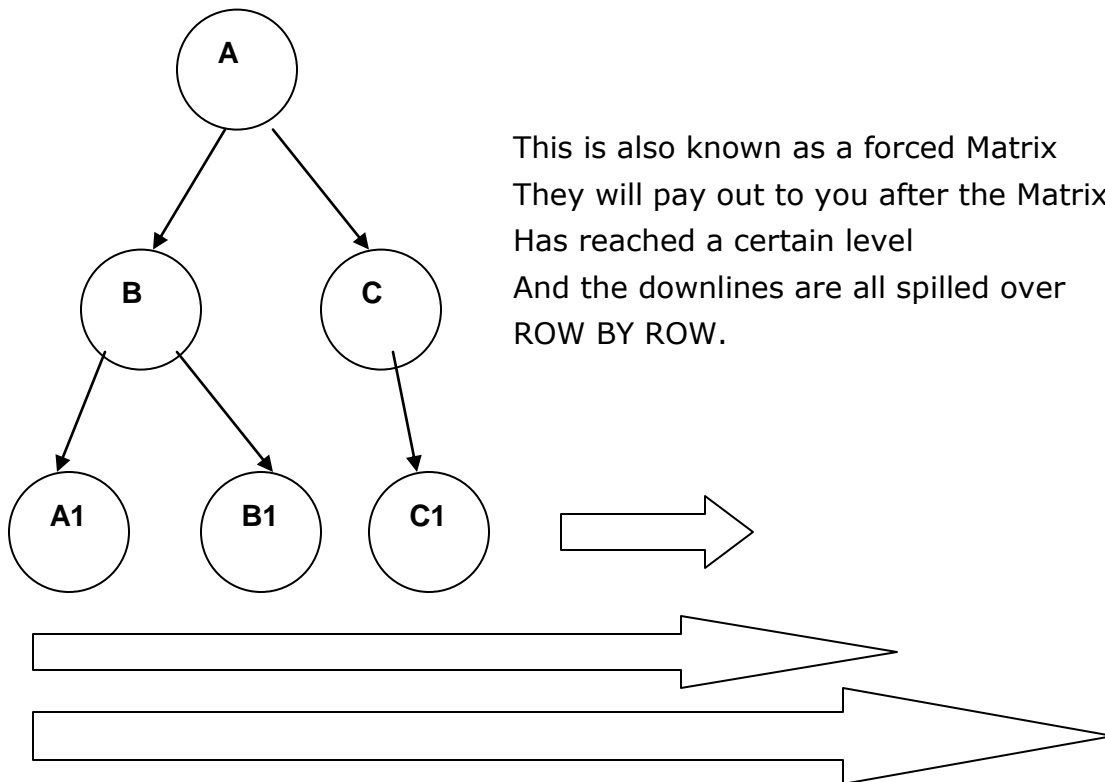 A
This is also known as a forced Matrix
They will pay out to you after the Matrix
Has reached a certain level
B
C
And the downlines are all spilled over
ROW BY ROW.
A1
B1
C1